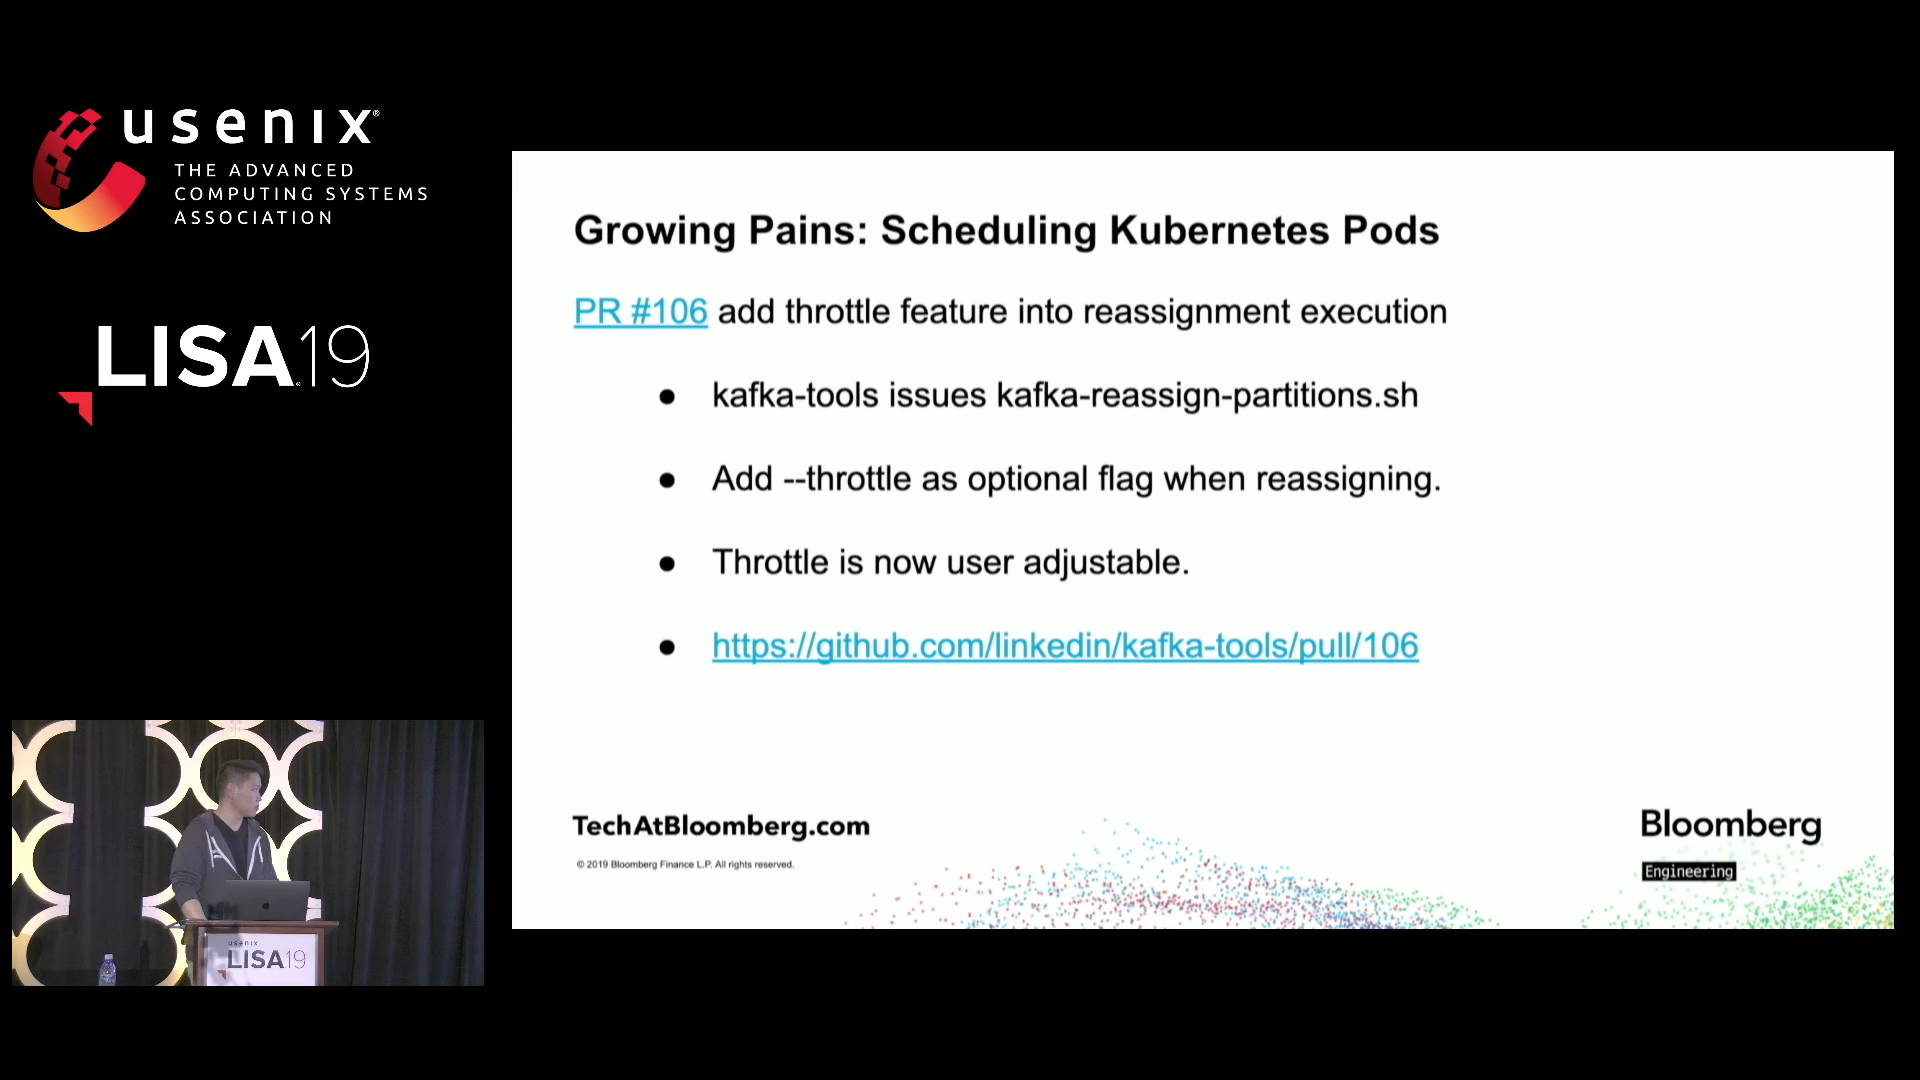 usenix®
THE ADVANCED
COMPUTING SYSTEMS
ASSOCIATION
LISA19
Growing Pains: Scheduling Kubernetes Pods
PR #106 add throttle feature into reassignment execution
● kafka-tools issues kafka-reassign-partitions.sh
● Add --throttle as optional flag when reassigning.
● Throttle is now user adjustable.
● https://github.com/linkedin/kafka-tools/pull/106
TechAtBloomberg.com
© 2019 Bloomberg Finance L.P. All rights reserved.
Bloomberg
Engineering
usenix
LISA19